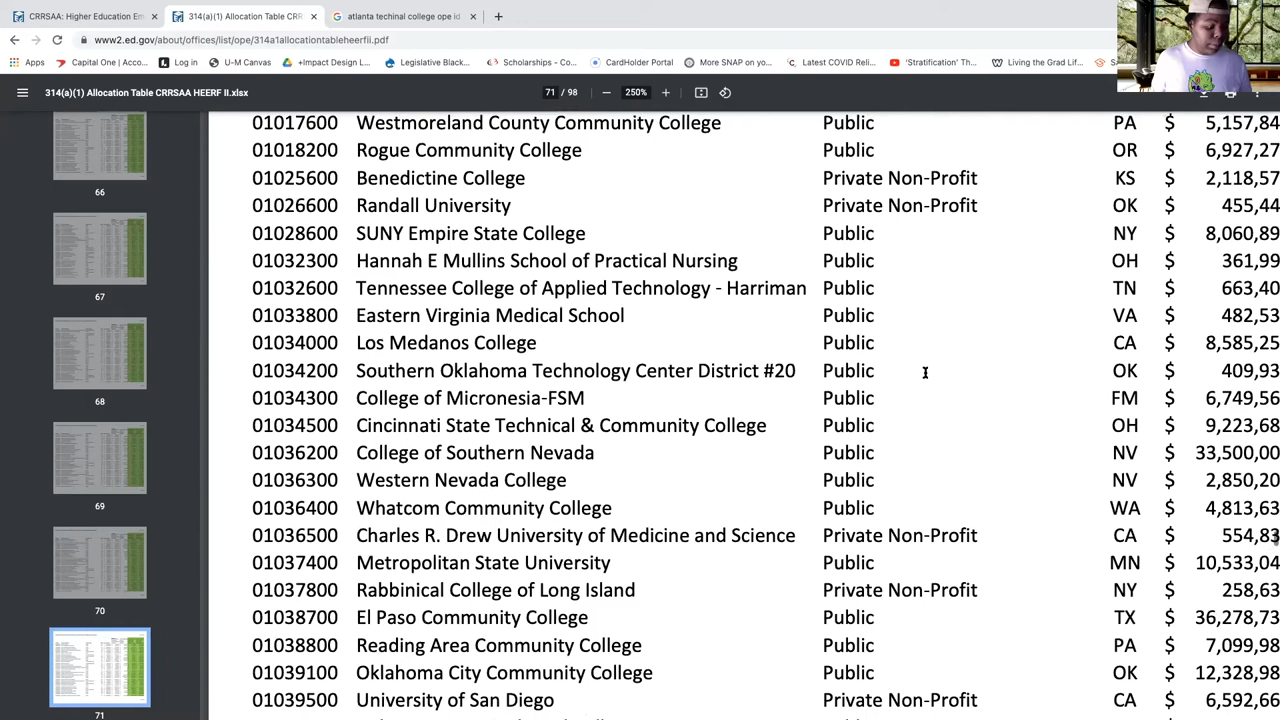 CRRSAA: Higher Education Em
314(a)(1) Allocation Table CRR
atlanta techinal college ope id
www2.ed.gov/about/offices/list/ope/314a1allocationtableheerfii.pdf
Apps
Capital One | Acco...
Log in
U-M Canvas
+Impact Design L...
Legislative Black...
Scholarships - Co...
CardHolder Portal
More SNAP on yo...
Latest COVID Reli...
'Stratification' Th...
Winning the Grad Lif...
314(a)(1) Allocation Table CRRSAA HEERF II.xlsx
71 / 98
250%
66
67
68
69
70
71
01017600 Westmoreland County Community College Public PA $ 5,157,84
01018200 Rogue Community College Public OR $ 6,927,27
01025600 Benedictine College Private Non-Profit KS $ 2,118,57
01026600 Randall University Private Non-Profit OK $ 455,44
01028600 SUNY Empire State College Public NY $ 8,060,89
01032300 Hannah E Mullins School of Practical Nursing Public OH $ 361,99
01032600 Tennessee College of Applied Technology - Harriman Public TN $ 663,40
01033800 Eastern Virginia Medical School Public VA $ 482,53
01034000 Los Medanos College Public CA $ 8,585,25
01034200 Southern Oklahoma Technology Center District #20 Public OK $ 409,93
01034300 College of Micronesia-FSM Public FM $ 6,749,56
01034500 Cincinnati State Technical & Community College Public OH $ 9,223,68
01036200 College of Southern Nevada Public NV $ 33,500,00
01036300 Western Nevada College Public NV $ 2,850,20
01036400 Whatcom Community College Public WA $ 4,813,63
01036500 Charles R. Drew University of Medicine and Science Private Non-Profit CA $ 554,83
01037400 Metropolitan State University Public MN $ 10,533,04
01037800 Rabbinical College of Long Island Private Non-Profit NY $ 258,63
01038700 El Paso Community College Public TX $ 36,278,73
01038800 Reading Area Community College Public PA $ 7,099,98
01039100 Oklahoma City Community College Public OK $ 12,328,98
01039500 University of San Diego Private Non-Profit CA $ 6,592,66